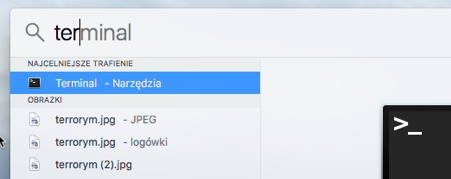 terminal
NAJCELNIEJSZE TRAFIENIE
Terminal - Narzędzia
OBRAZKI
terrorym.jpg - JPEG
terrorym.jpg - logówki
terrorym (2).jpg
>_